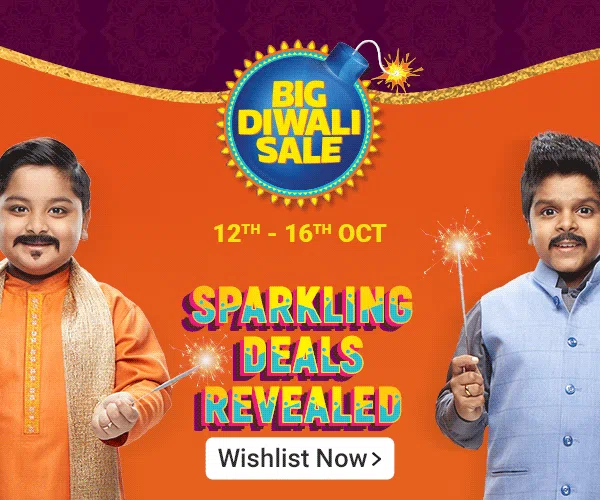 BIG
DIWALI
SALE
12TH - 16TH OCT
SPARKLING
DEALS
REVEALED
Wishlist Now >